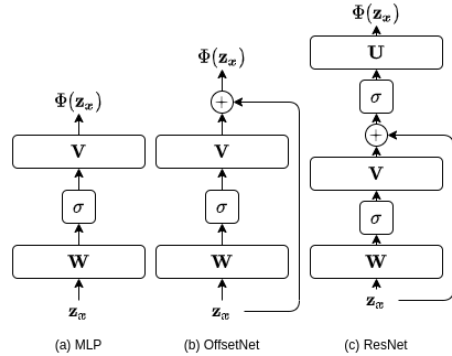 Φ(z_x)
V
σ
W
z_x
(a) MLP
Φ(z_x)
+
V
σ
W
z_x
(b) OffsetNet
Φ(z_x)
U
σ
+
V
σ
W
z_x
(c) ResNet